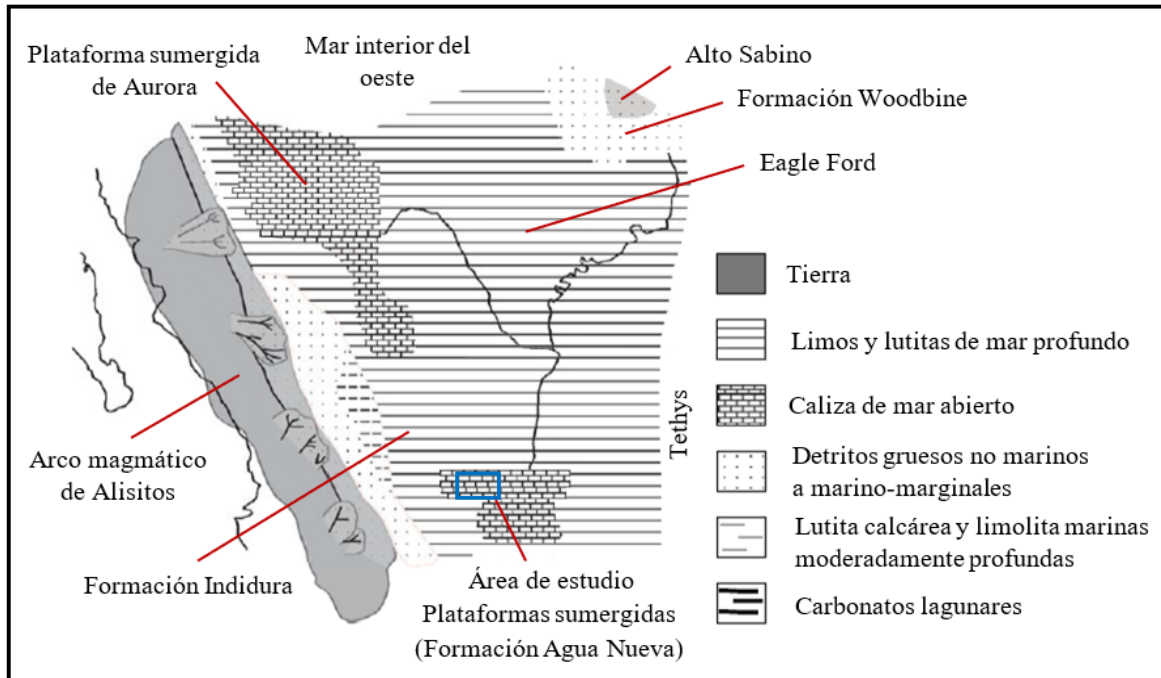 Plataforma sumergida
de Aurora
Mar interior del
oeste
Alto Sabino
Formación Woodbine
Eagle Ford
Tierra
Limos y lutitas de mar profundo
Caliza de mar abierto
Detritos gruesos no marinos
a marino-marginales
Lutita calcárea y limolita marinas
moderadamente profundas
Carbonatos lagunares
Tethys
Arco magmático
de Alisitos
Formación Indidura
Área de estudio
Plataformas sumergidas
(Formación Agua Nueva)